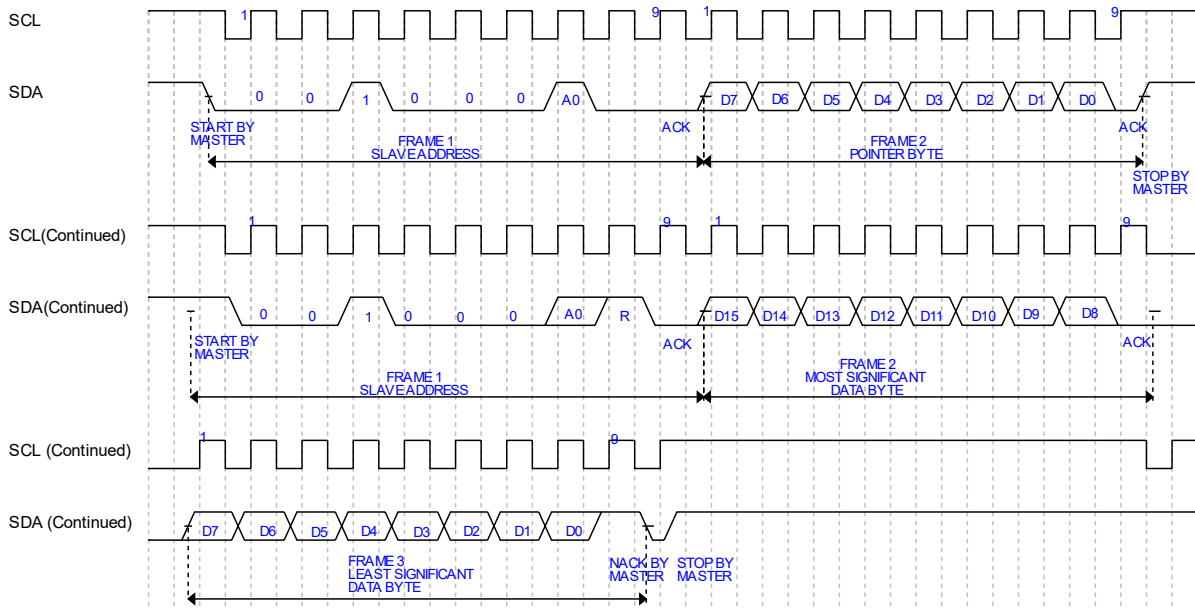 SCL
1 9 1 9
SDA
0 0 1 0 0 0 A0 D7 D6 D5 D4 D3 D2 D1 D0
START BY
MASTER
ACK
ACK
FRAME 1
SLAVE ADDRESS
FRAME 2
POINTER BYTE
STOP BY
MASTER
SCL(Continued)
1 9 1 9
SDA(Continued)
0 0 1 0 0 0 A0 R D15 D14 D13 D12 D11 D10 D9 D8
START BY
MASTER
ACK
ACK
FRAME 1
SLAVE ADDRESS
FRAME 2
MOST SIGNIFICANT
DATA BYTE
SCL (Continued)
1 9
SDA (Continued)
D7 D6 D5 D4 D3 D2 D1 D0
FRAME 3
LEAST SIGNIFICANT
DATA BYTE
NACK BY
MASTER
STOP BY
MASTER